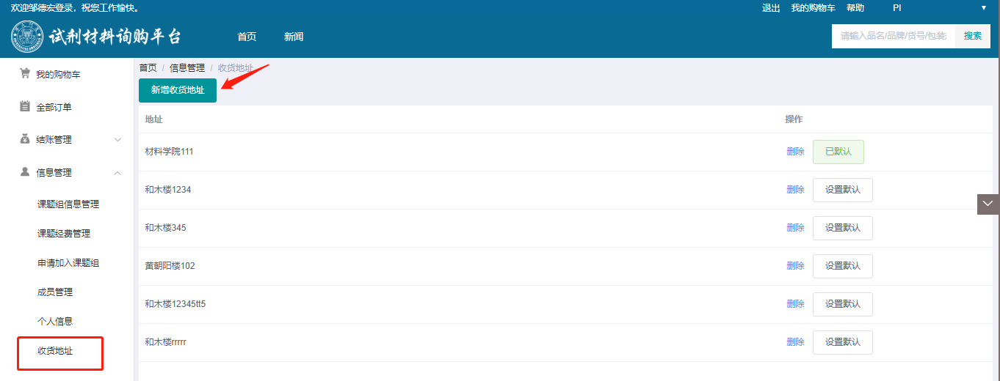 欢迎邹德宏登录，祝您工作愉快。
退出 我的购物车 帮助 PI
试剂材料询购平台
首页 新闻
请输入品名/品牌/货号/包装
搜索
我的购物车
全部订单
结账管理
信息管理
课题组信息管理
课题经费管理
申请加入课题组
成员管理
个人信息
收货地址
首页 / 信息管理 / 收货地址
新增收货地址
地址 操作
材料学院111 删除 已默认
和木楼1234 删除 设置默认
和木楼345 删除 设置默认
黄朝阳楼102 删除 设置默认
和木楼12345tt5 删除 设置默认
和木楼rrrrr 删除 设置默认